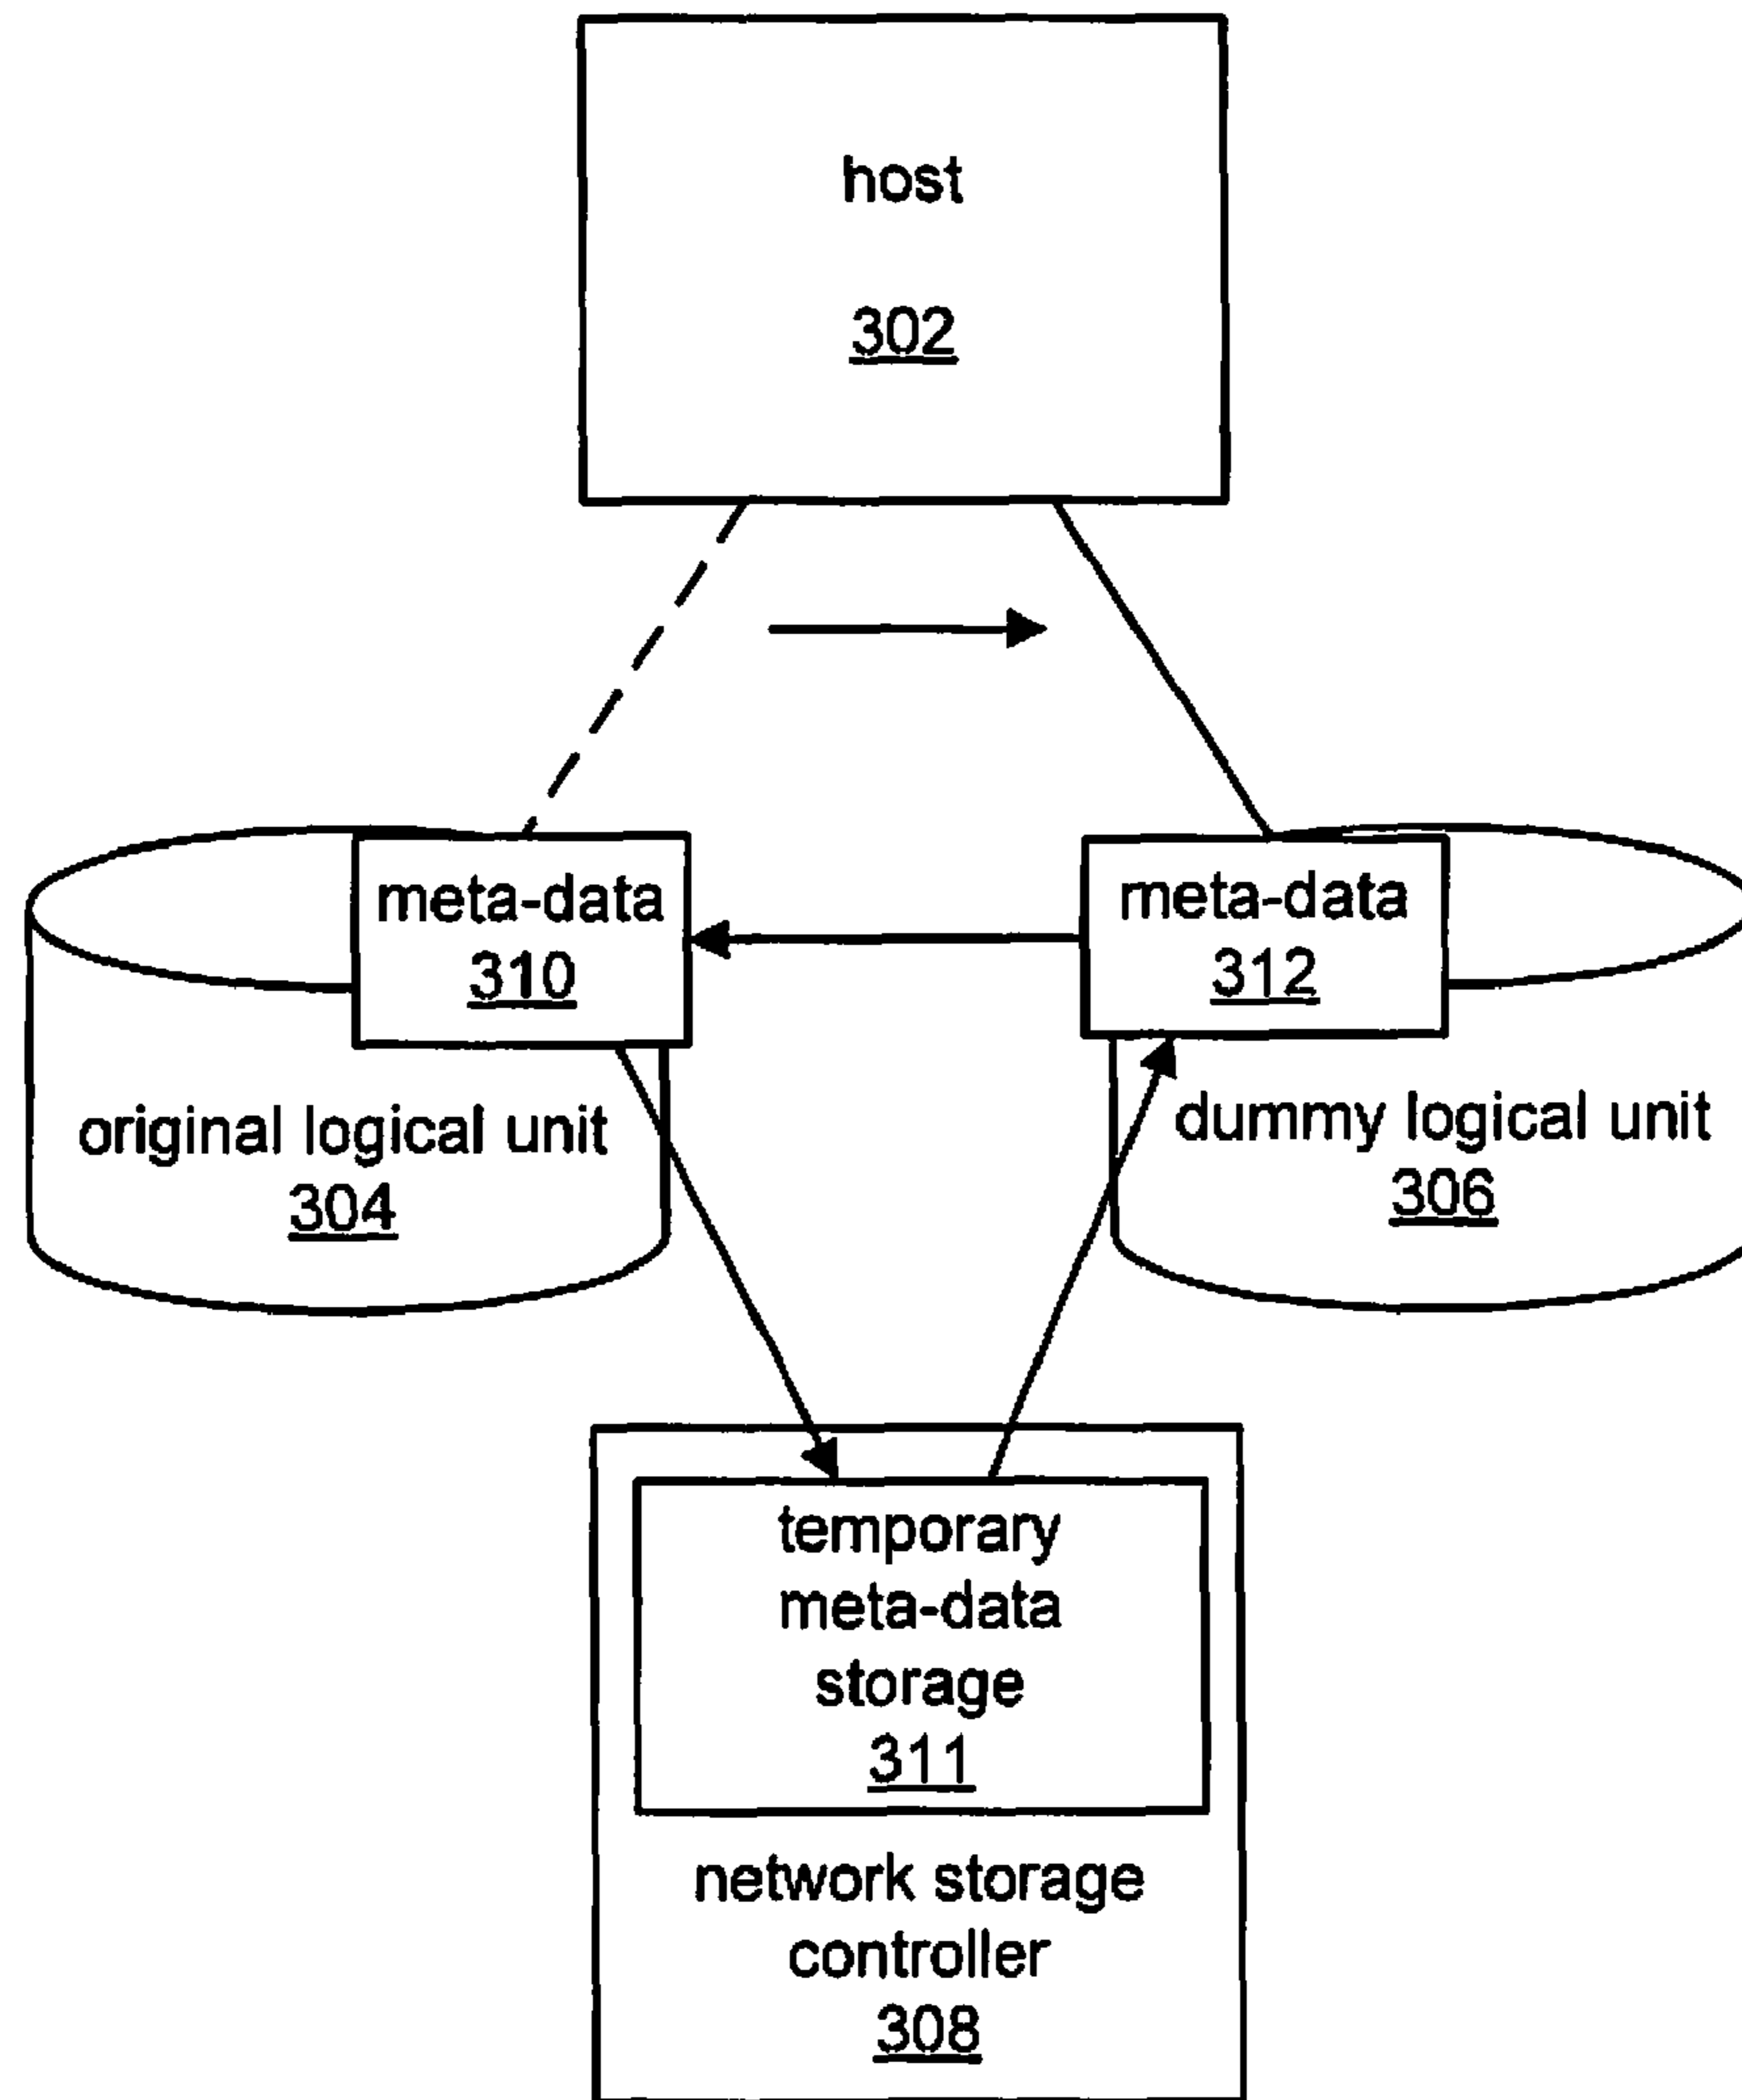 host
302
meta-data
310
meta-data
312
original logical unit
304
dummy logical unit
306
temporary
meta-data
storage
311
network storage
controller
308